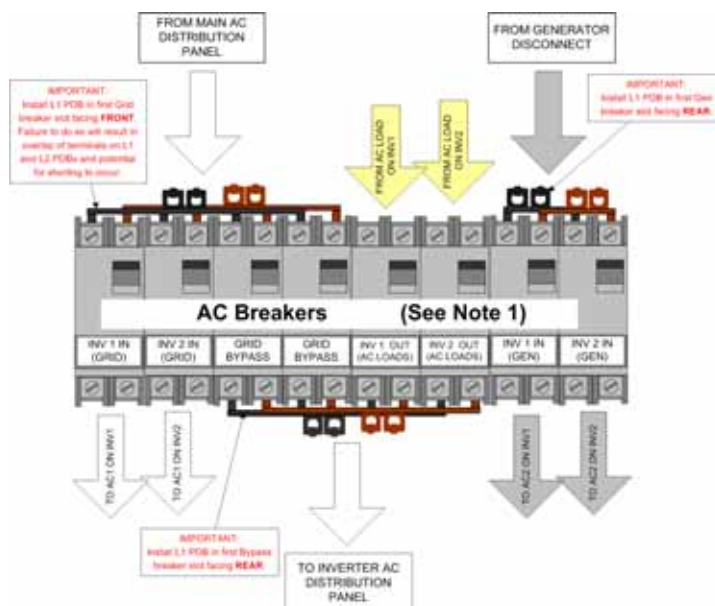 FROM MAIN AC
DISTRIBUTION
PANEL
FROM GENERATOR
DISCONNECT
IMPORTANT:
Install L1 PDB in first Grid
breaker slot facing FRONT.
Failure to do so will result in
overlap of terminals on L1
and L2 PDBs and potential
for shorting to occur.
IMPORTANT:
Install L1 PDB in first Gen
breaker slot facing REAR.
FROM AC LOAD
ON INV1
FROM AC LOAD
ON INV2
AC Breakers (See Note 1)
INV 1 IN
(GRID)
INV 2 IN
(GRID)
GRID
BYPASS
GRID
BYPASS
INV 1 OUT
(AC LOADS)
INV 2 OUT
(AC LOADS)
INV 1 IN
(GEN)
INV 2 IN
(GEN)
TO AC1 ON INV1
TO AC1 ON INV2
TO AC2 ON INV1
TO AC2 ON INV2
IMPORTANT:
Install L1 PDB in first Bypass
breaker slot facing REAR.
TO INVERTER AC
DISTRIBUTION
PANEL